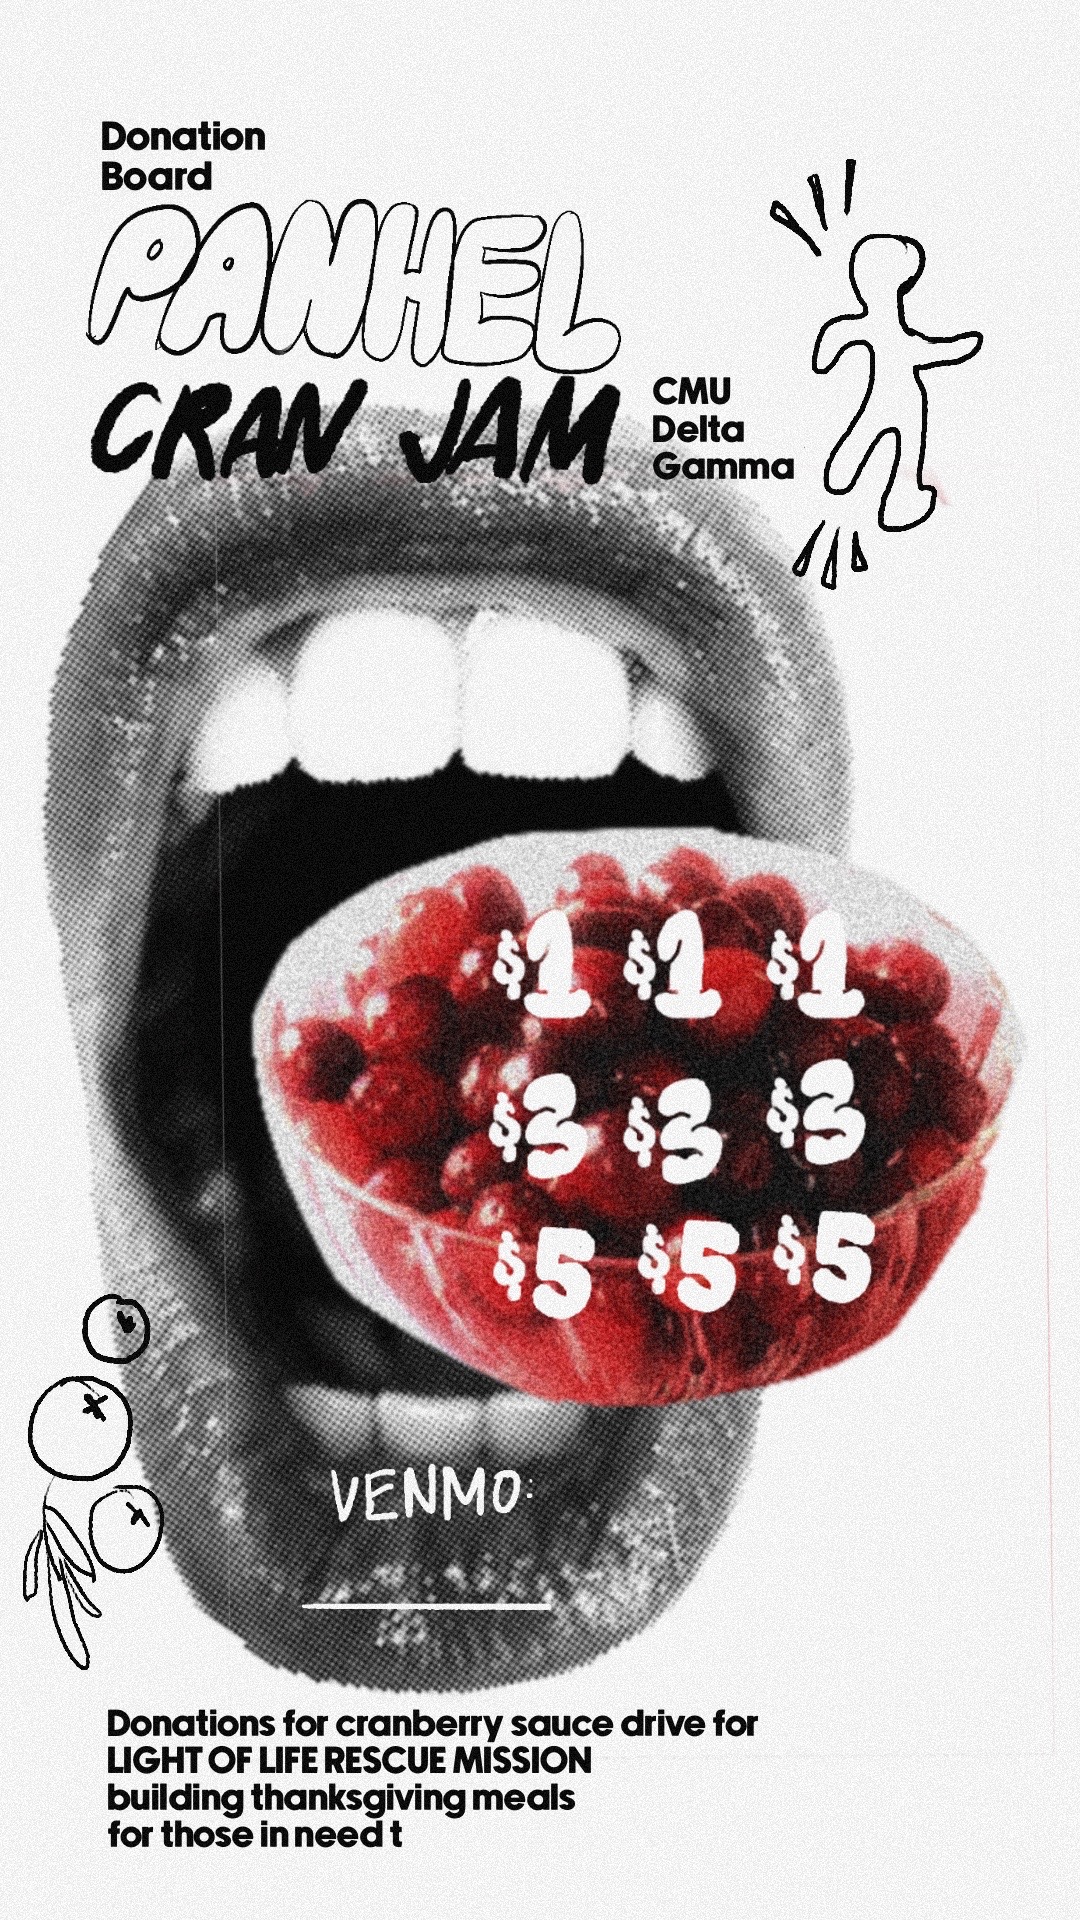 Donation
Board
PANHEL
CRAN JAM
CMU
Delta
Gamma
$1 $1 $1
$3 $3 $3
$5 $5 $5
VENMO:
Donations for cranberry sauce drive for
LIGHT OF LIFE RESCUE MISSION
building thanksgiving meals
for those in need t